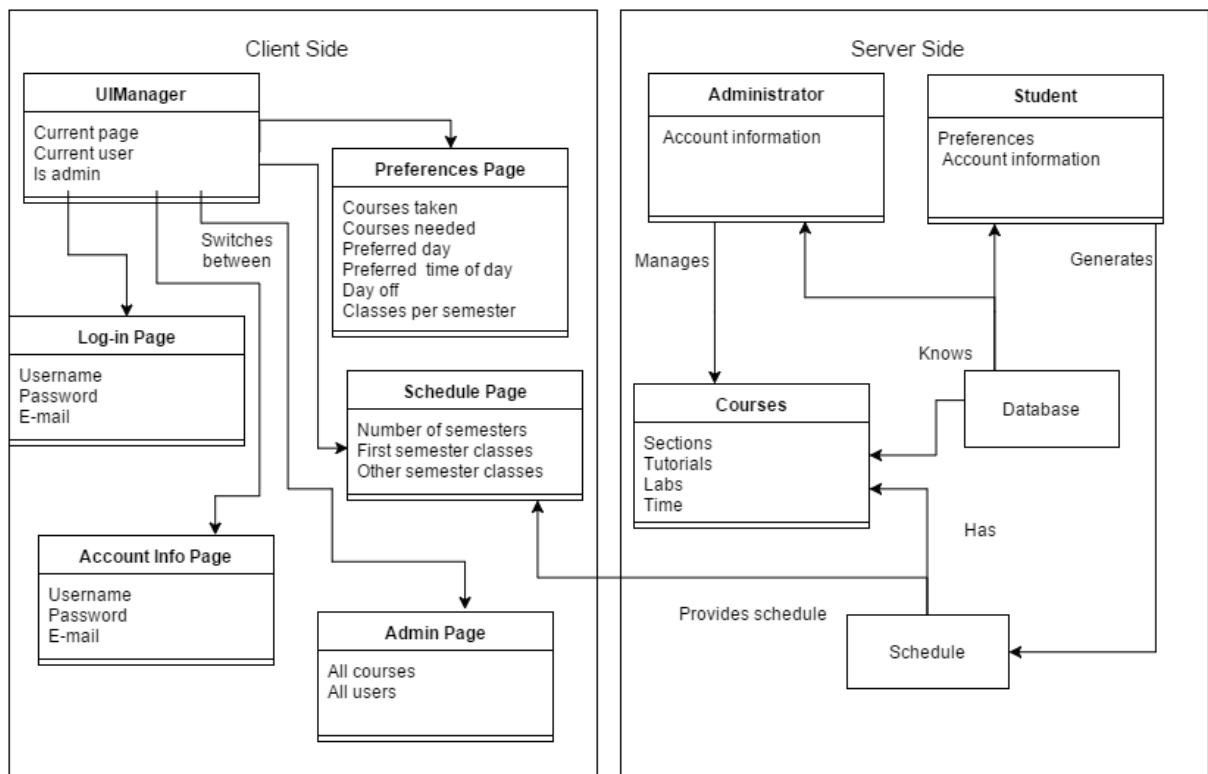 Client Side
UIManager
Current page
Current user
Is admin
Switches
between
Preferences Page
Courses taken
Courses needed
Preferred day
Preferred time of day
Day off
Classes per semester
Log-in Page
Username
Password
E-mail
Schedule Page
Number of semesters
First semester classes
Other semester classes
Account Info Page
Username
Password
E-mail
Admin Page
All courses
All users
Server Side
Administrator
Account information
Student
Preferences
Account information
Manages
Generates
Knows
Database
Courses
Sections
Tutorials
Labs
Time
Has
Provides schedule
Schedule